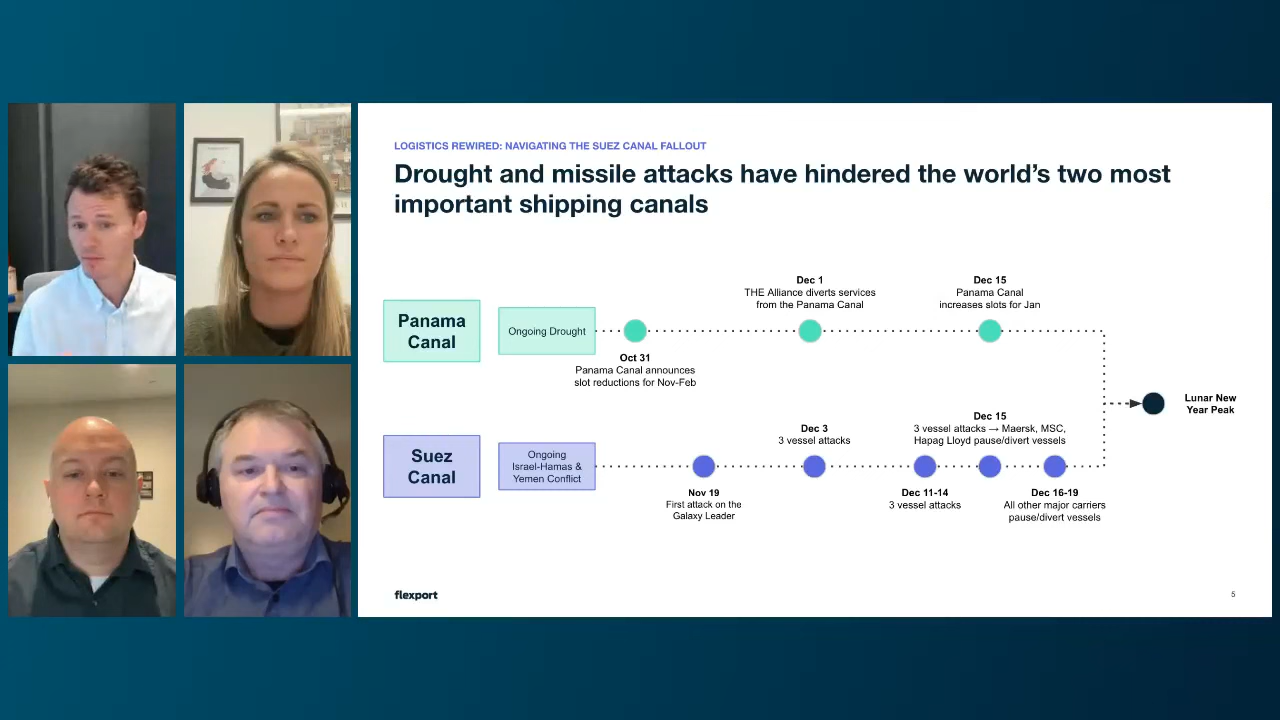 LOGISTICS REWIRED: NAVIGATING THE SUEZ CANAL FALLOUT
Drought and missile attacks have hindered the world’s two most
important shipping canals
Panama
Canal
Ongoing Drought
Oct 31
Panama Canal announces
slot reductions for Nov-Feb
Dec 1
THE Alliance diverts services
from the Panama Canal
Dec 15
Panama Canal
increases slots for Jan
Lunar New
Year Peak
Suez
Canal
Ongoing
Israel-Hamas &
Yemen Conflict
Nov 19
First attack on the
Galaxy Leader
Dec 3
3 vessel attacks
Dec 11-14
3 vessel attacks
Dec 15
3 vessel attacks → Maersk, MSC,
Hapag Lloyd pause/divert vessels
Dec 16-19
All other major carriers
pause/divert vessels
flexport
5